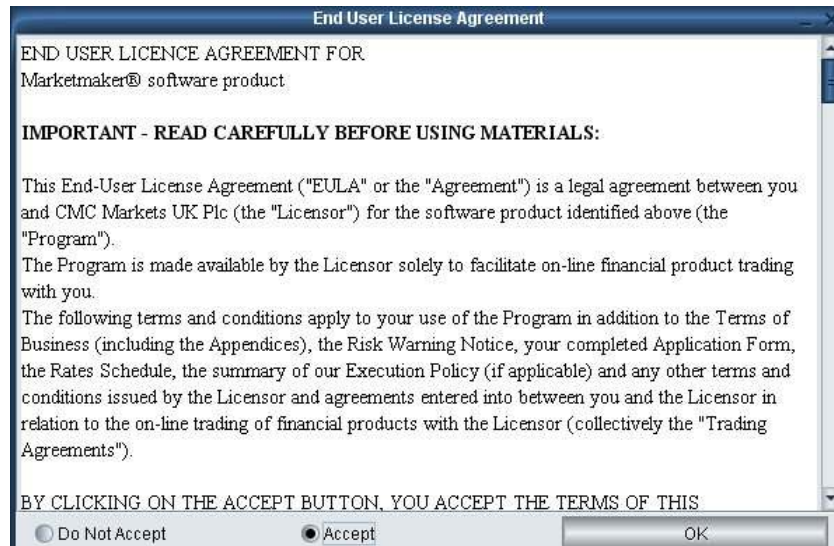 End User License Agreement
END USER LICENCE AGREEMENT FOR
Marketmaker® software product
IMPORTANT - READ CAREFULLY BEFORE USING MATERIALS:
This End-User License Agreement ("EULA" or the "Agreement") is a legal agreement between you
and CMC Markets UK Plc (the "Licensor") for the software product identified above (the
"Program").
The Program is made available by the Licensor solely to facilitate on-line financial product trading
with you.
The following terms and conditions apply to your use of the Program in addition to the Terms of
Business (including the Appendices), the Risk Warning Notice, your completed Application Form,
the Rates Schedule, the summary of our Execution Policy (if applicable) and any other terms and
conditions issued by the Licensor and agreements entered into between you and the Licensor in
relation to the on-line trading of financial products with the Licensor (collectively the "Trading
Agreements").
BY CLICKING ON THE ACCEPT BUTTON, YOU ACCEPT THE TERMS OF THIS
Do Not Accept
Accept
OK